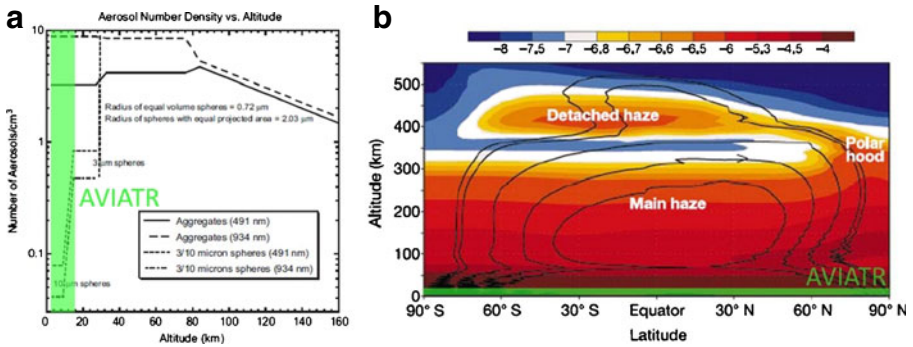 a
Aerosol Number Density vs. Altitude
10
1
0.1
Number of Aerosols/cm³
Radius of equal volume spheres = 0.72 µm
Radius of spheres with equal projected area = 2.03 µm
3 µm spheres
AVIATR
Aggregates (491 nm)
Aggregates (934 nm)
3/10 micron spheres (491 nm)
3/10 microns spheres (934 nm)
10 µm spheres
0 20 40 60 80 100 120 140 160
Altitude (km)
b
−8 −7.5 −7 −6.8 −6.7 −6.6 −6.5 −6 −5.3 −4.5 −4
500
400
300
200
100
0
Altitude (km)
Detached haze
Polar
hood
Main haze
AVIATR
90° S 60° S 30° S Equator 30° N 60° N 90° N
Latitude